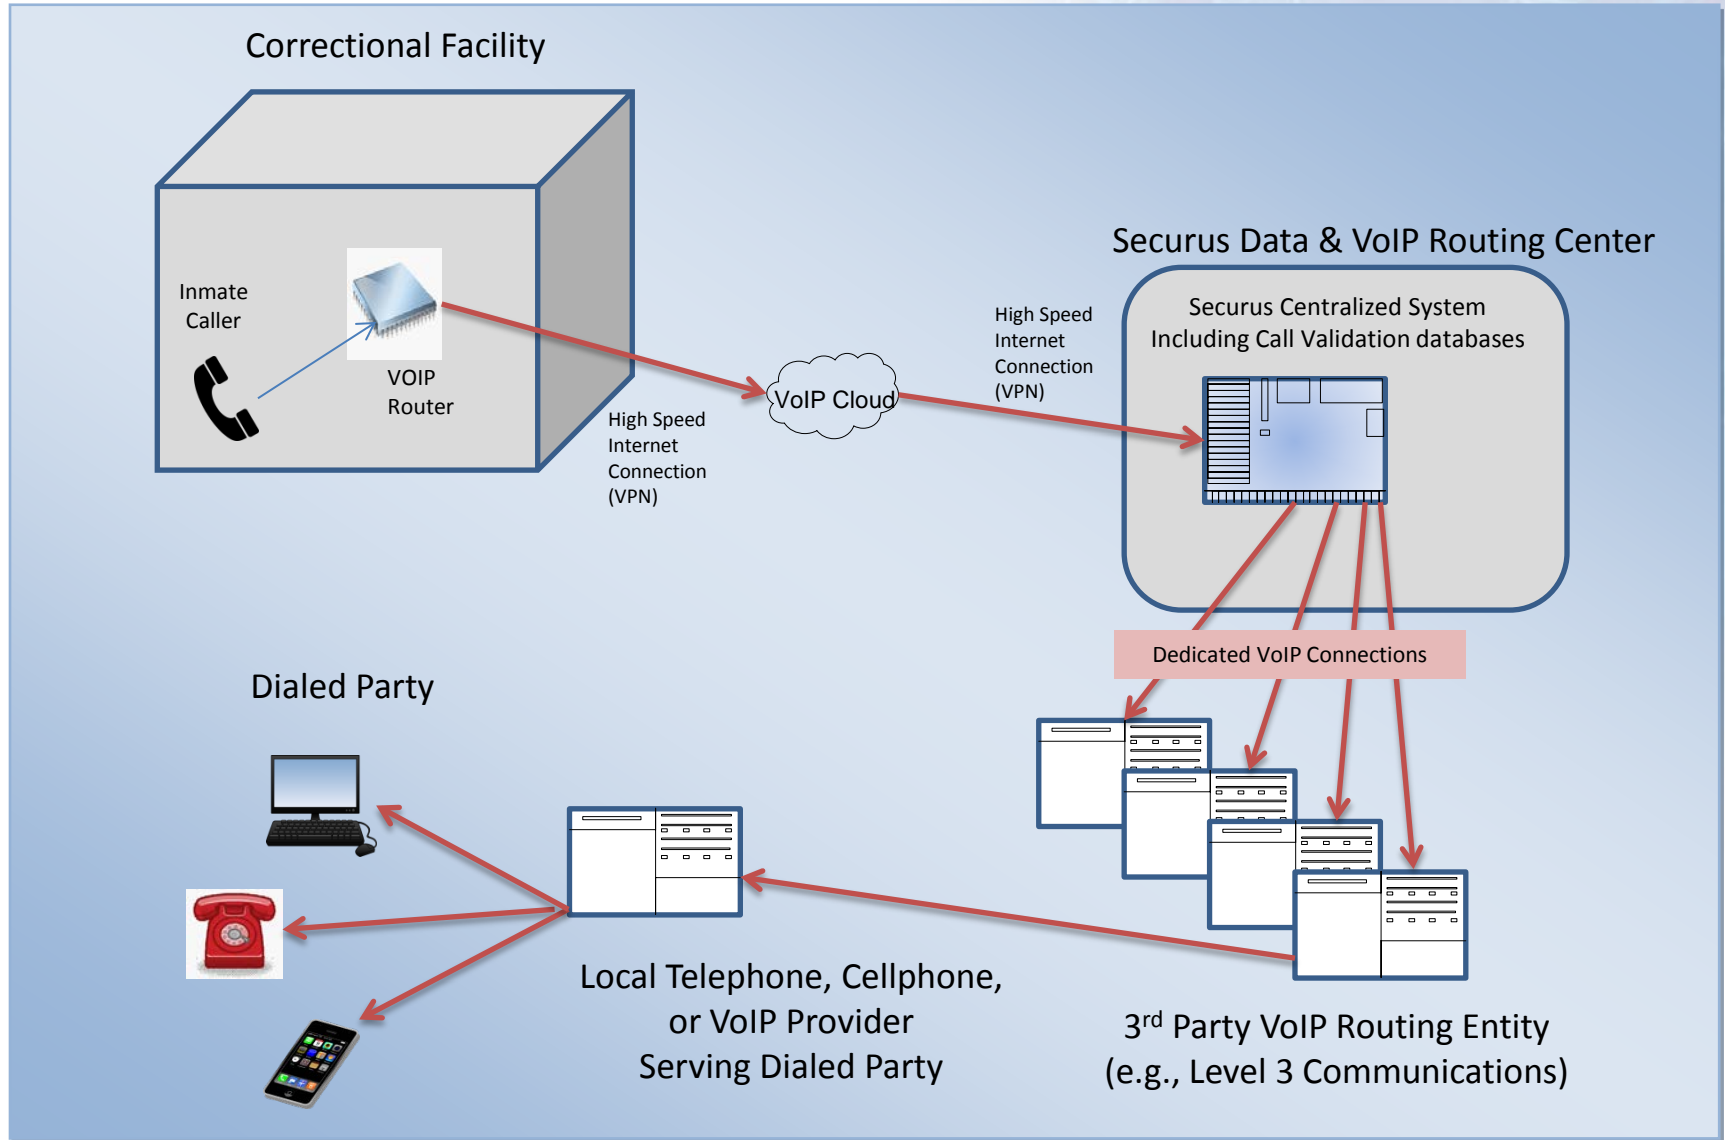 Correctional Facility
Inmate
Caller
VOIP
Router
High Speed
Internet
Connection
(VPN)
VoIP Cloud
High Speed
Internet
Connection
(VPN)
Securus Data & VoIP Routing Center
Securus Centralized System
Including Call Validation databases
Dedicated VoIP Connections
3rd Party VoIP Routing Entity
(e.g., Level 3 Communications)
Local Telephone, Cellphone,
or VoIP Provider
Serving Dialed Party
Dialed Party